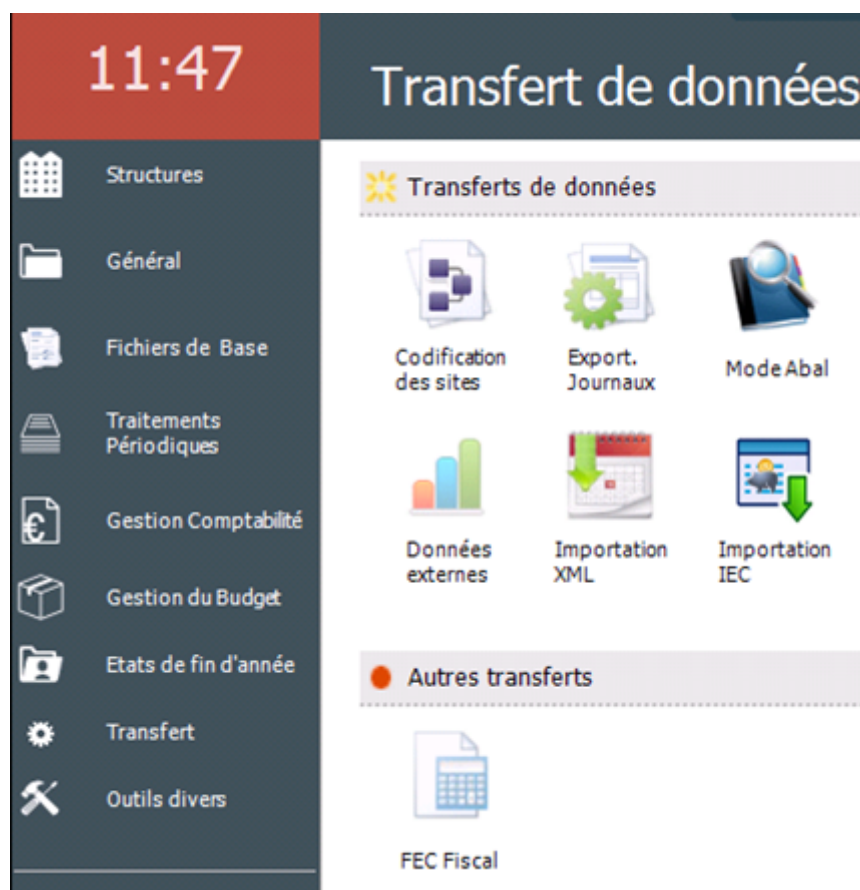 11:47
Transfert de données
Structures
Général
Fichiers de Base
Traitements
Périodiques
Gestion Comptabilité
Gestion du Budget
Etats de fin d'année
Transfert
Outils divers
Transferts de données
Codification
des sites
Export.
Journaux
Mode Abal
Données
externes
Importation
XML
Importation
IEC
Autres transferts
FEC Fiscal